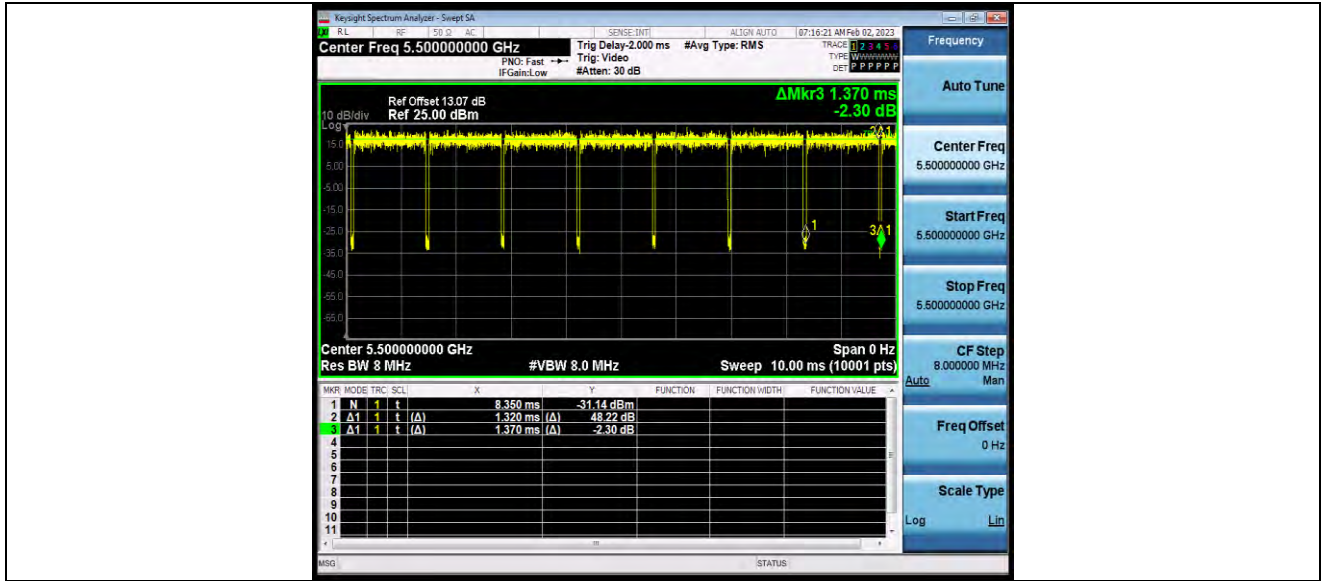 Keysight Spectrum Analyzer - Swept SA
RL RF 50 Ω AC SENSE:INT ALIGN AUTO 07:16:21 AM Feb 02, 2023
Center Freq 5.500000000 GHz Trig Delay-2.000 ms #Avg Type: RMS TRACE 1 2 3 4 5 6
PNO: Fast Trig: Video TYPE WWWWWW
IFGain:Low #Atten: 30 dB DET P P P P P P
Frequency
Auto Tune
Center Freq
5.500000000 GHz
Start Freq
5.500000000 GHz
Stop Freq
5.500000000 GHz
CF Step
8.000000 MHz
Auto Man
Freq Offset
0 Hz
Scale Type
Log Lin
ΔMkr3 1.370 ms
-2.30 dB
Ref Offset 13.07 dB
10 dB/div Ref 25.00 dBm
Log
15.0
5.00
-5.00
-15.0
-25.0
-35.0
-45.0
-55.0
-65.0
2Δ1
1
3Δ1
Center 5.500000000 GHz Span 0 Hz
Res BW 8 MHz #VBW 8.0 MHz Sweep 10.00 ms (10001 pts)
MKR MODE TRC SCL X Y FUNCTION FUNCTION WIDTH FUNCTION VALUE
1 N 1 t 8.350 ms -31.14 dBm
2 Δ1 1 t (Δ) 1.320 ms (Δ) 48.22 dB
3 Δ1 1 t (Δ) 1.370 ms (Δ) -2.30 dB
4
5
6
7
8
9
10
11
MSG STATUS